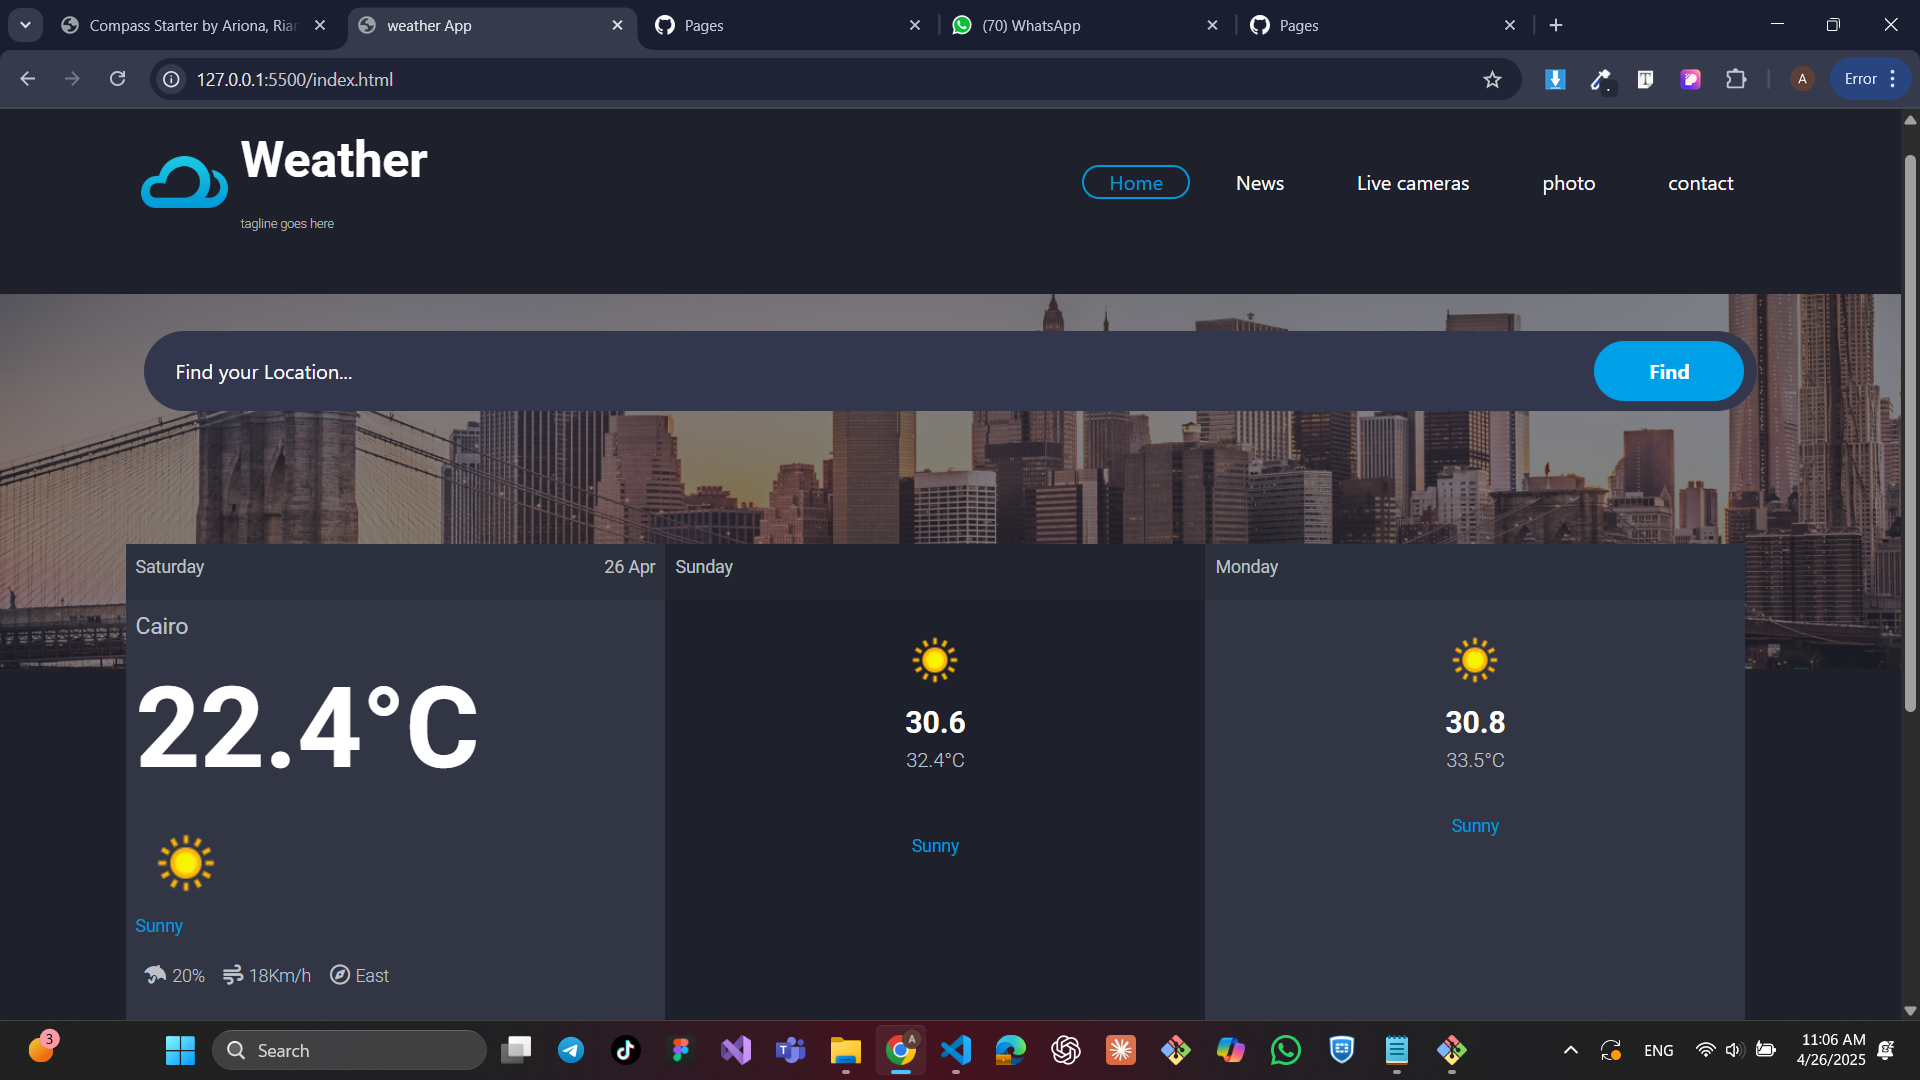 Compass Starter by Ariona, Rian
weather App
Pages
(70) WhatsApp
Pages
127.0.0.1:5500/index.html
A
Error
Weather
tagline goes here
Home
News
Live cameras
photo
contact
Find your Location...
Find
Saturday
26 Apr
Sunday
Monday
Cairo
22.4°C
Sunny
20%
18Km/h
East
30.6
32.4°C
Sunny
30.8
33.5°C
Sunny
3
Search
A
ENG
11:06 AM
4/26/2025